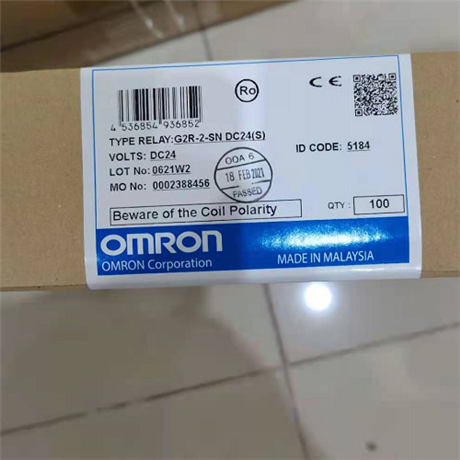 Ro
CE
4 536854 936852
TYPE RELAY:G2R-2-SN DC24(S)
VOLTS: DC24
ID CODE: 5184
LOT No:0621W2
OQA 6
18 FEB 2021
PASSED
MO No: 0002388456
Beware of the Coil Polarity
QTY : 100
OMRON
OMRON Corporation
MADE IN MALAYSIA